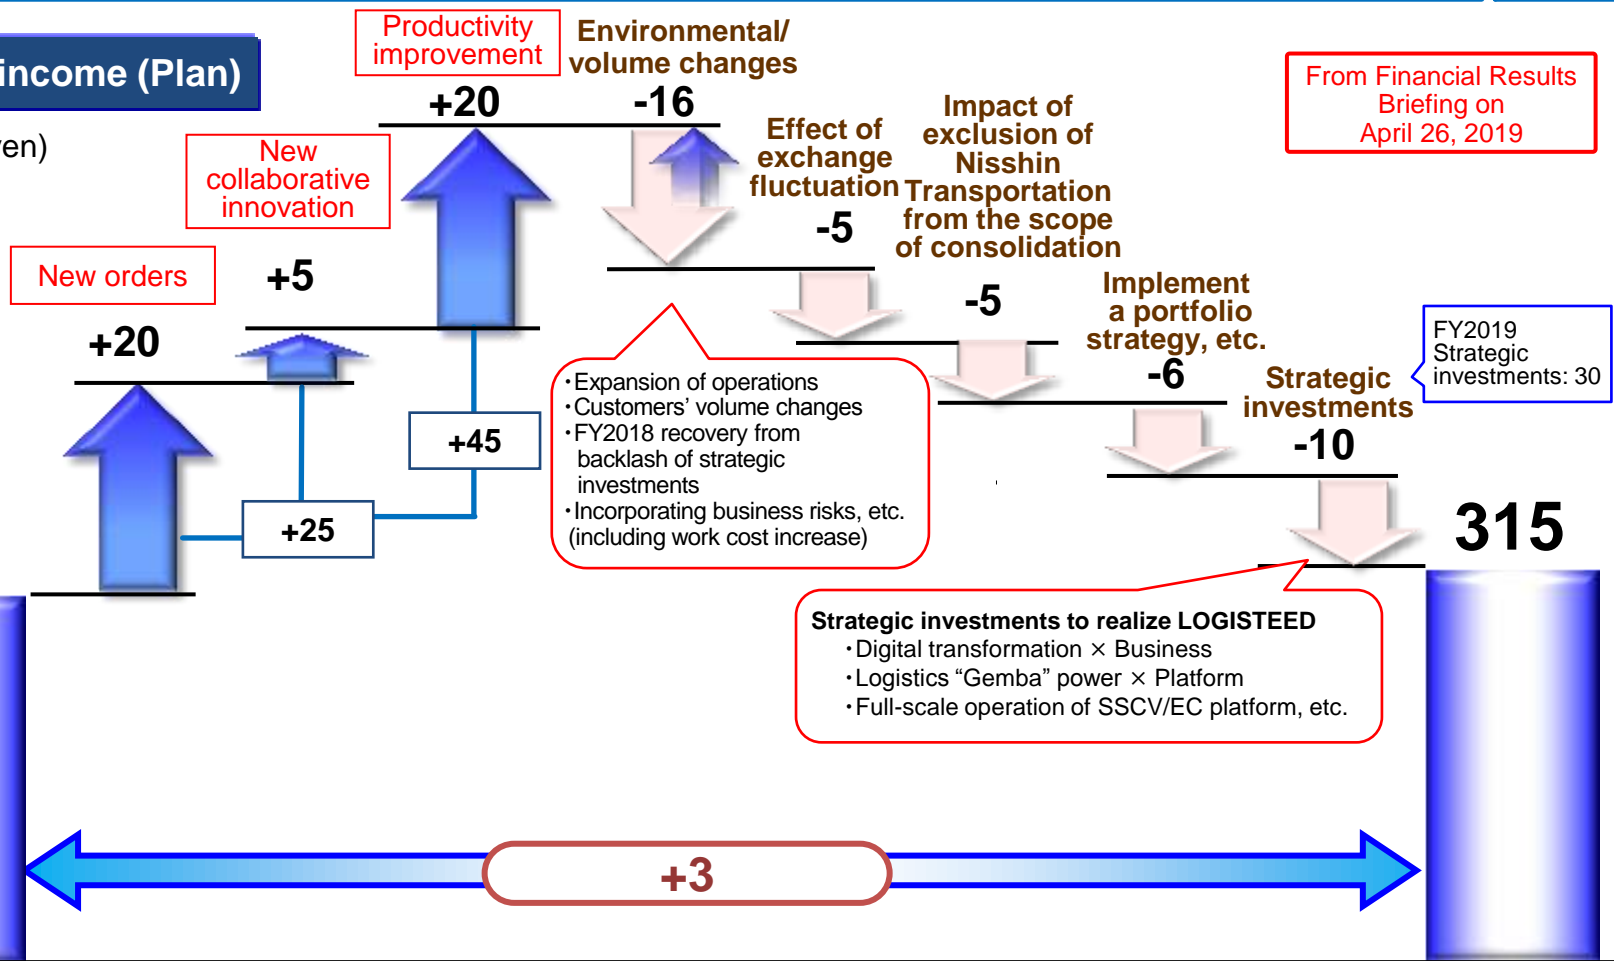 income (Plan)
en)
New orders
+20
New
collaborative
innovation
+5
Productivity
improvement
+20
+25
+45
Environmental/
volume changes
-16
Effect of
exchange
fluctuation
-5
Impact of
exclusion of
Nisshin
Transportation
from the scope
of consolidation
-5
Implement
a portfolio
strategy, etc.
-6
Strategic
investments
-10
From Financial Results
Briefing on
April 26, 2019
FY2019
Strategic
investments: 30
・Expansion of operations
・Customers’ volume changes
・FY2018 recovery from
backlash of strategic
investments
・Incorporating business risks, etc.
(including work cost increase)
315
Strategic investments to realize LOGISTEED
・Digital transformation × Business
・Logistics “Gemba” power × Platform
・Full-scale operation of SSCV/EC platform, etc.
+3